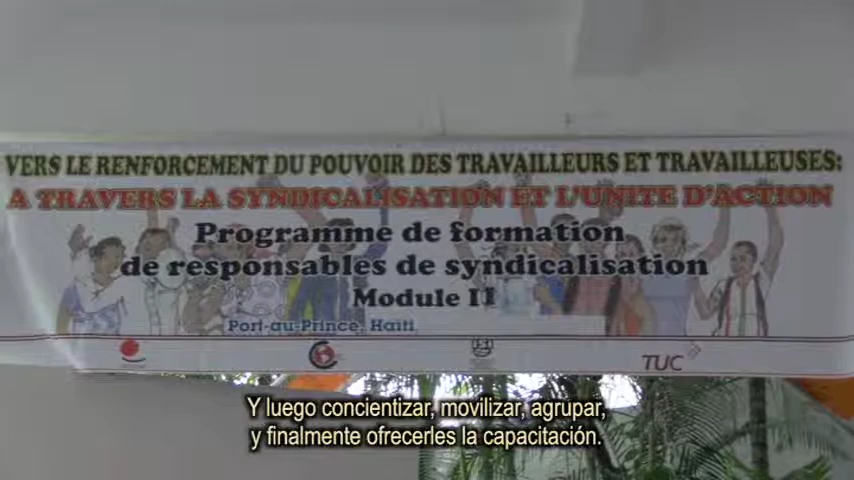 VERS LE RENFORCEMENT DU POUVOIR DES TRAVAILLEURS ET TRAVAILLEUSES:
A TRAVERS LA SYNDICALISATION ET L'UNITE D'ACTION
Programme de formation
de responsables de syndicalisation
Module II
Port-au-Prince, Haïti
TUC
Y luego concientizar, movilizar, agrupar,
y finalmente ofrecerles la capacitación.